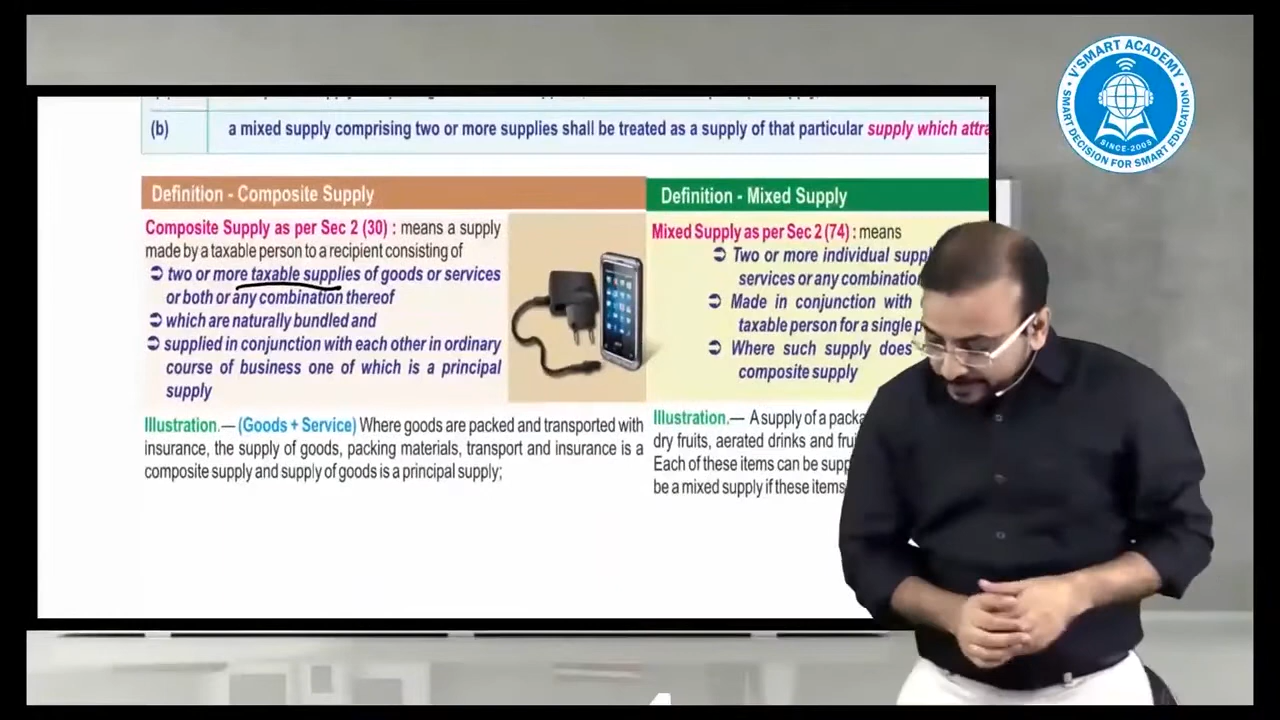 V'SMART ACADEMY
SMART DECISION FOR SMART EDUCATION
SINCE-2005
(b) a mixed supply comprising two or more supplies shall be treated as a supply of that particular supply which attra
Definition - Composite Supply
Composite Supply as per Sec 2 (30) : means a supply
made by a taxable person to a recipient consisting of
➲ two or more taxable supplies of goods or services
or both or any combination thereof
➲ which are naturally bundled and
➲ supplied in conjunction with each other in ordinary
course of business one of which is a principal
supply
Illustration.— (Goods + Service) Where goods are packed and transported with
insurance, the supply of goods, packing materials, transport and insurance is a
composite supply and supply of goods is a principal supply;
Definition - Mixed Supply
Mixed Supply as per Sec 2 (74) : means
➲ Two or more individual suppl
services or any combination
➲ Made in conjunction with
taxable person for a single p
➲ Where such supply does
composite supply
Illustration.— A supply of a packa
dry fruits, aerated drinks and frui
Each of these items can be supp
be a mixed supply if these items